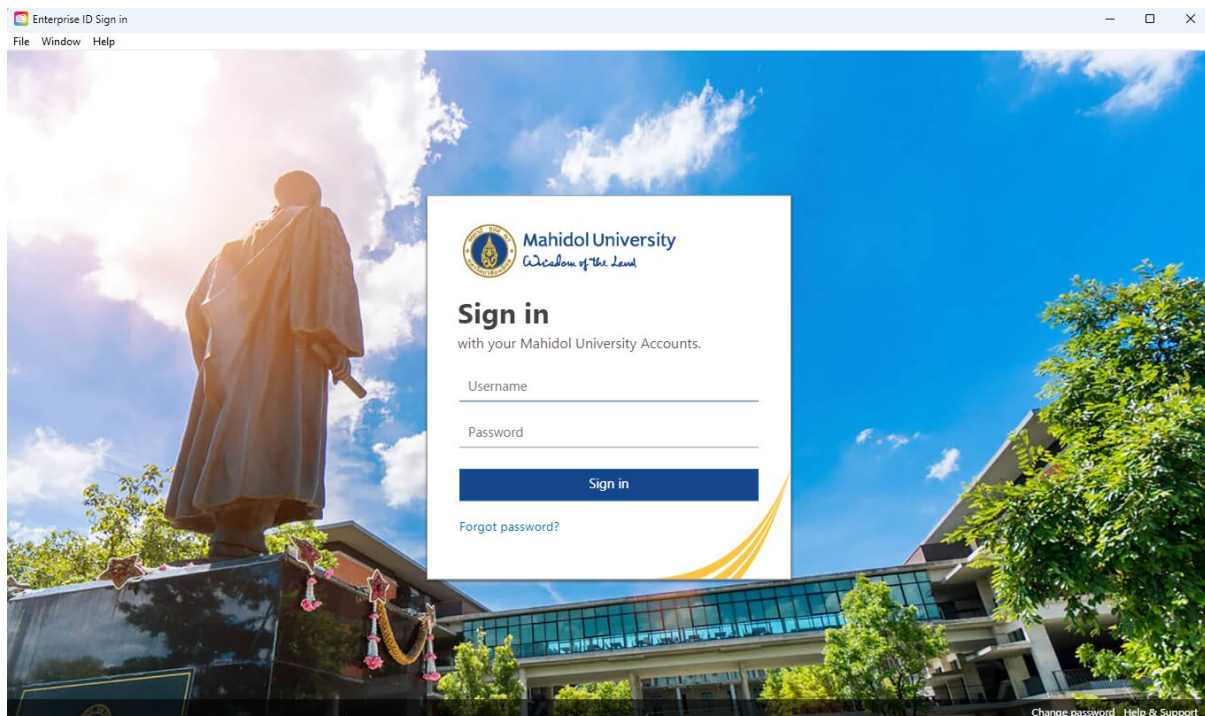 Enterprise ID Sign in
File Window Help
Mahidol University
Wisdom of the Land
Sign in
with your Mahidol University Accounts.
Username
Password
Sign in
Forgot password?
Change password Help & Support